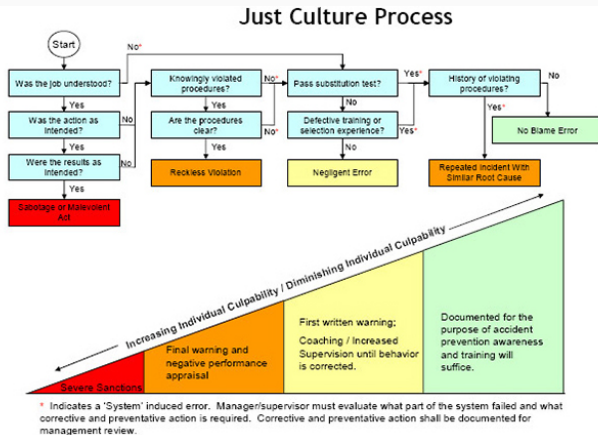 Just Culture Process
Start
No*
Was the job understood?
Knowingly violated
procedures?
No*
Pass substitution test?
Yes*
History of violating
procedures?
No
Yes
Yes
No
Yes*
Was the action as
intended?
No
Are the procedures
clear?
No*
Defective training or
selection experience?
Yes*
No Blame Error
Yes
Yes
No
Were the results as
intended?
No
Reckless Violation
Negligent Error
Repeated Incident With
Similar Root Cause
Yes
Sabotage or Malevolent
Act
Increasing Individual Culpability / Diminishing Individual Culpability
Severe Sanctions
Final warning and
negative performance
appraisal
First written warning;
Coaching / Increased
Supervision until behavior
is corrected.
Documented for the
purpose of accident
prevention awareness
and training will
suffice.
* Indicates a 'System' induced error. Manager/supervisor must evaluate what part of the system failed and what
corrective and preventative action is required. Corrective and preventative action shall be documented for
management review.